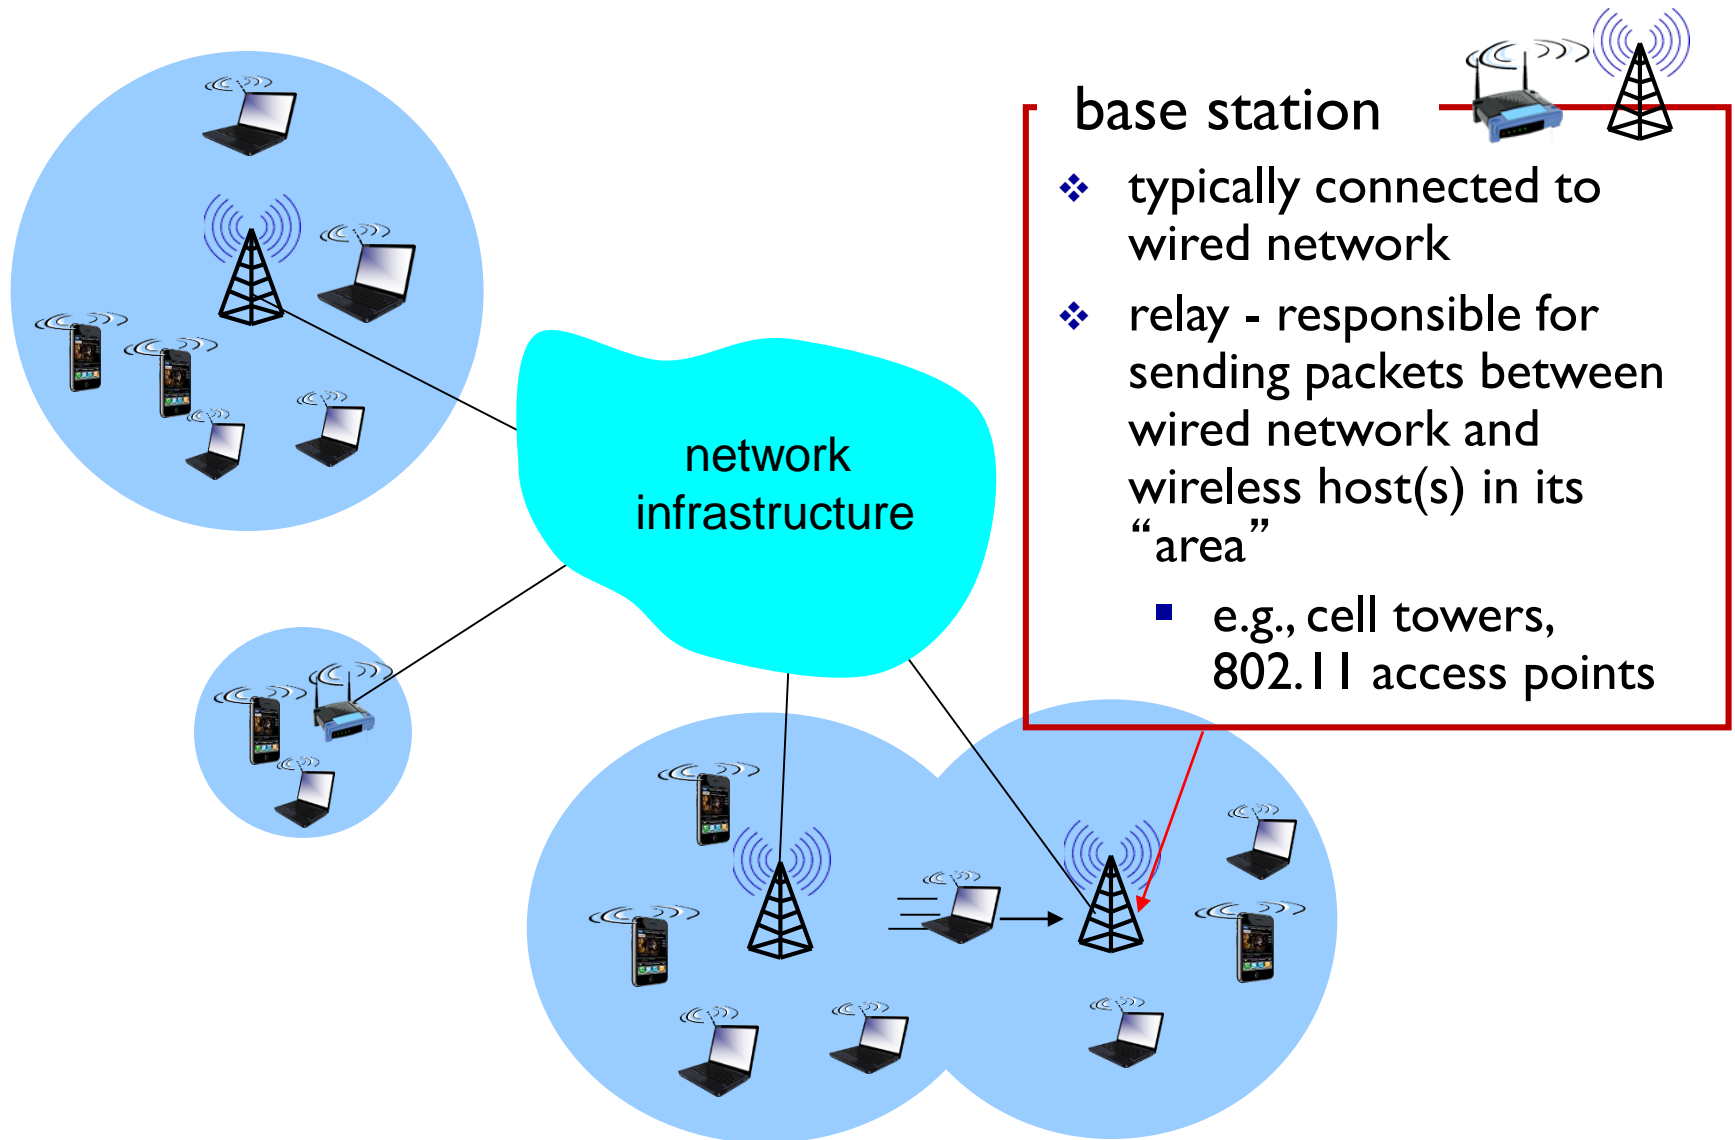 base station
❖ typically connected to
wired network
❖ relay - responsible for
sending packets between
wired network and
wireless host(s) in its
“area”
▪ e.g., cell towers,
802.11 access points
network
infrastructure